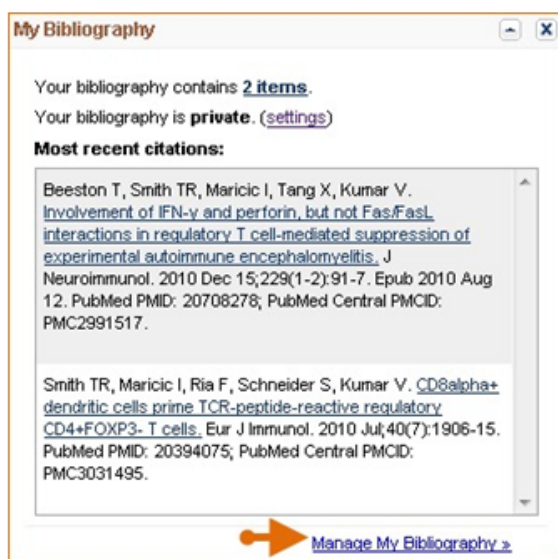 My Bibliography
Your bibliography contains 2 items.
Your bibliography is private. (settings)
Most recent citations:
Beeston T, Smith TR, Maricic I, Tang X, Kumar V.
Involvement of IFN-γ and perforin, but not Fas/FasL
interactions in regulatory T cell-mediated suppression of
experimental autoimmune encephalomyelitis. J
Neuroimmunol. 2010 Dec 15;229(1-2):91-7. Epub 2010 Aug
12. PubMed PMID: 20708278; PubMed Central PMCID:
PMC2991517.
Smith TR, Maricic I, Ria F, Schneider S, Kumar V. CD8alpha+
dendritic cells prime TCR-peptide-reactive regulatory
CD4+FOXP3- T cells. Eur J Immunol. 2010 Jul;40(7):1906-15.
PubMed PMID: 20394075; PubMed Central PMCID:
PMC3031495.
Manage My Bibliography »